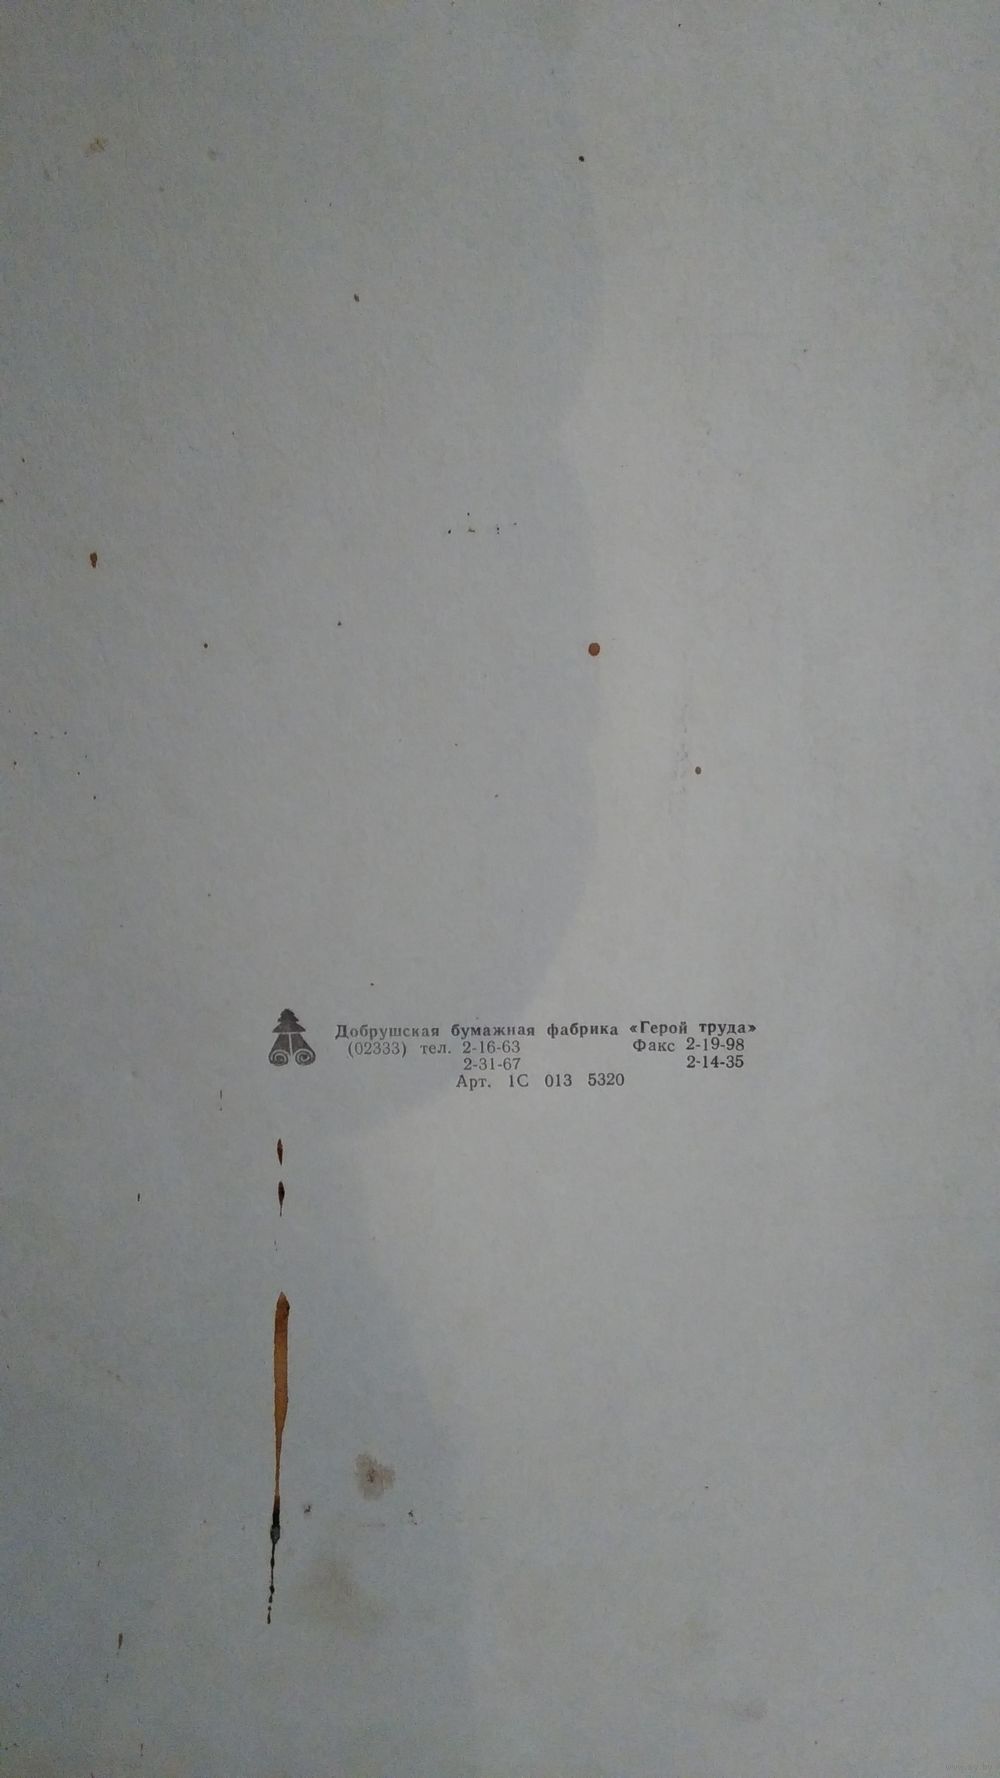 Добрушская бумажная фабрика «Герой труда»
(02333) тел. 2-16-63 Факс 2-19-98
2-31-67 2-14-35
Арт. 1С 013 5320